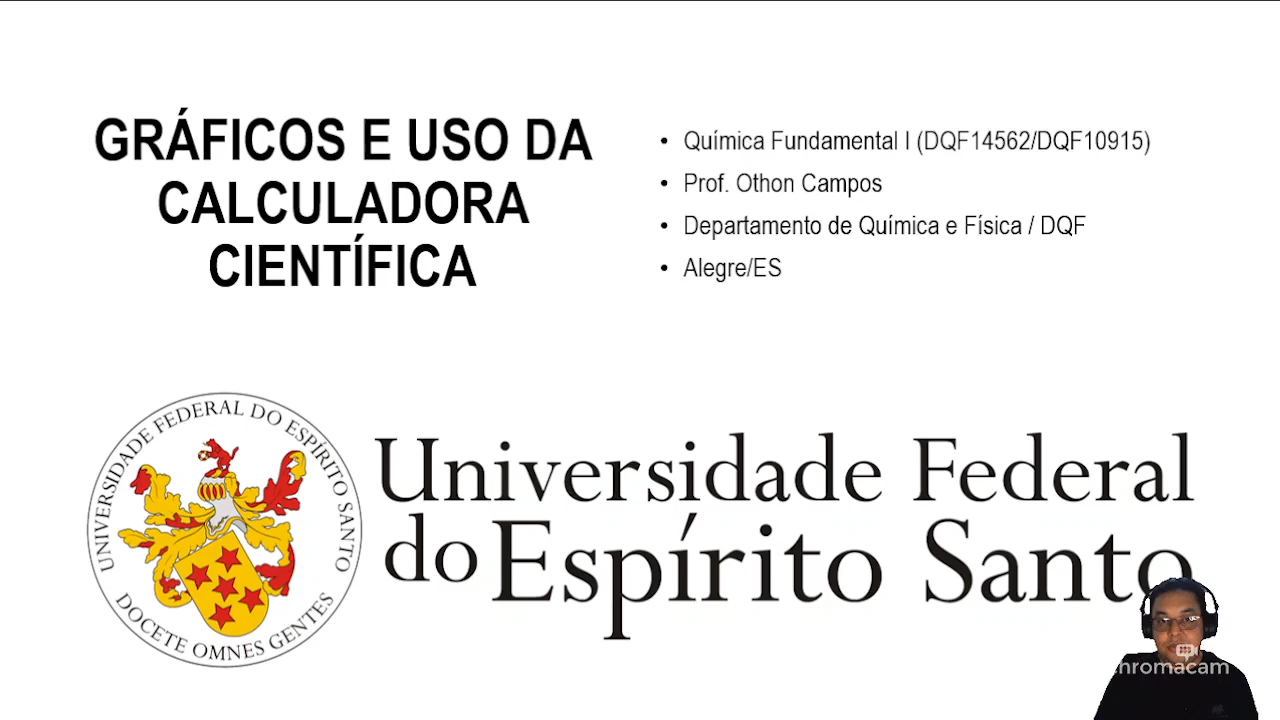 GRÁFICOS E USO DA
CALCULADORA
CIENTÍFICA
• Química Fundamental I (DQF14562/DQF10915)
• Prof. Othon Campos
• Departamento de Química e Física / DQF
• Alegre/ES
UNIVERSIDADE FEDERAL DO ESPÍRITO SANTO
DOCETE OMNES GENTES
Universidade Federal
do Espírito Santo
chromacam